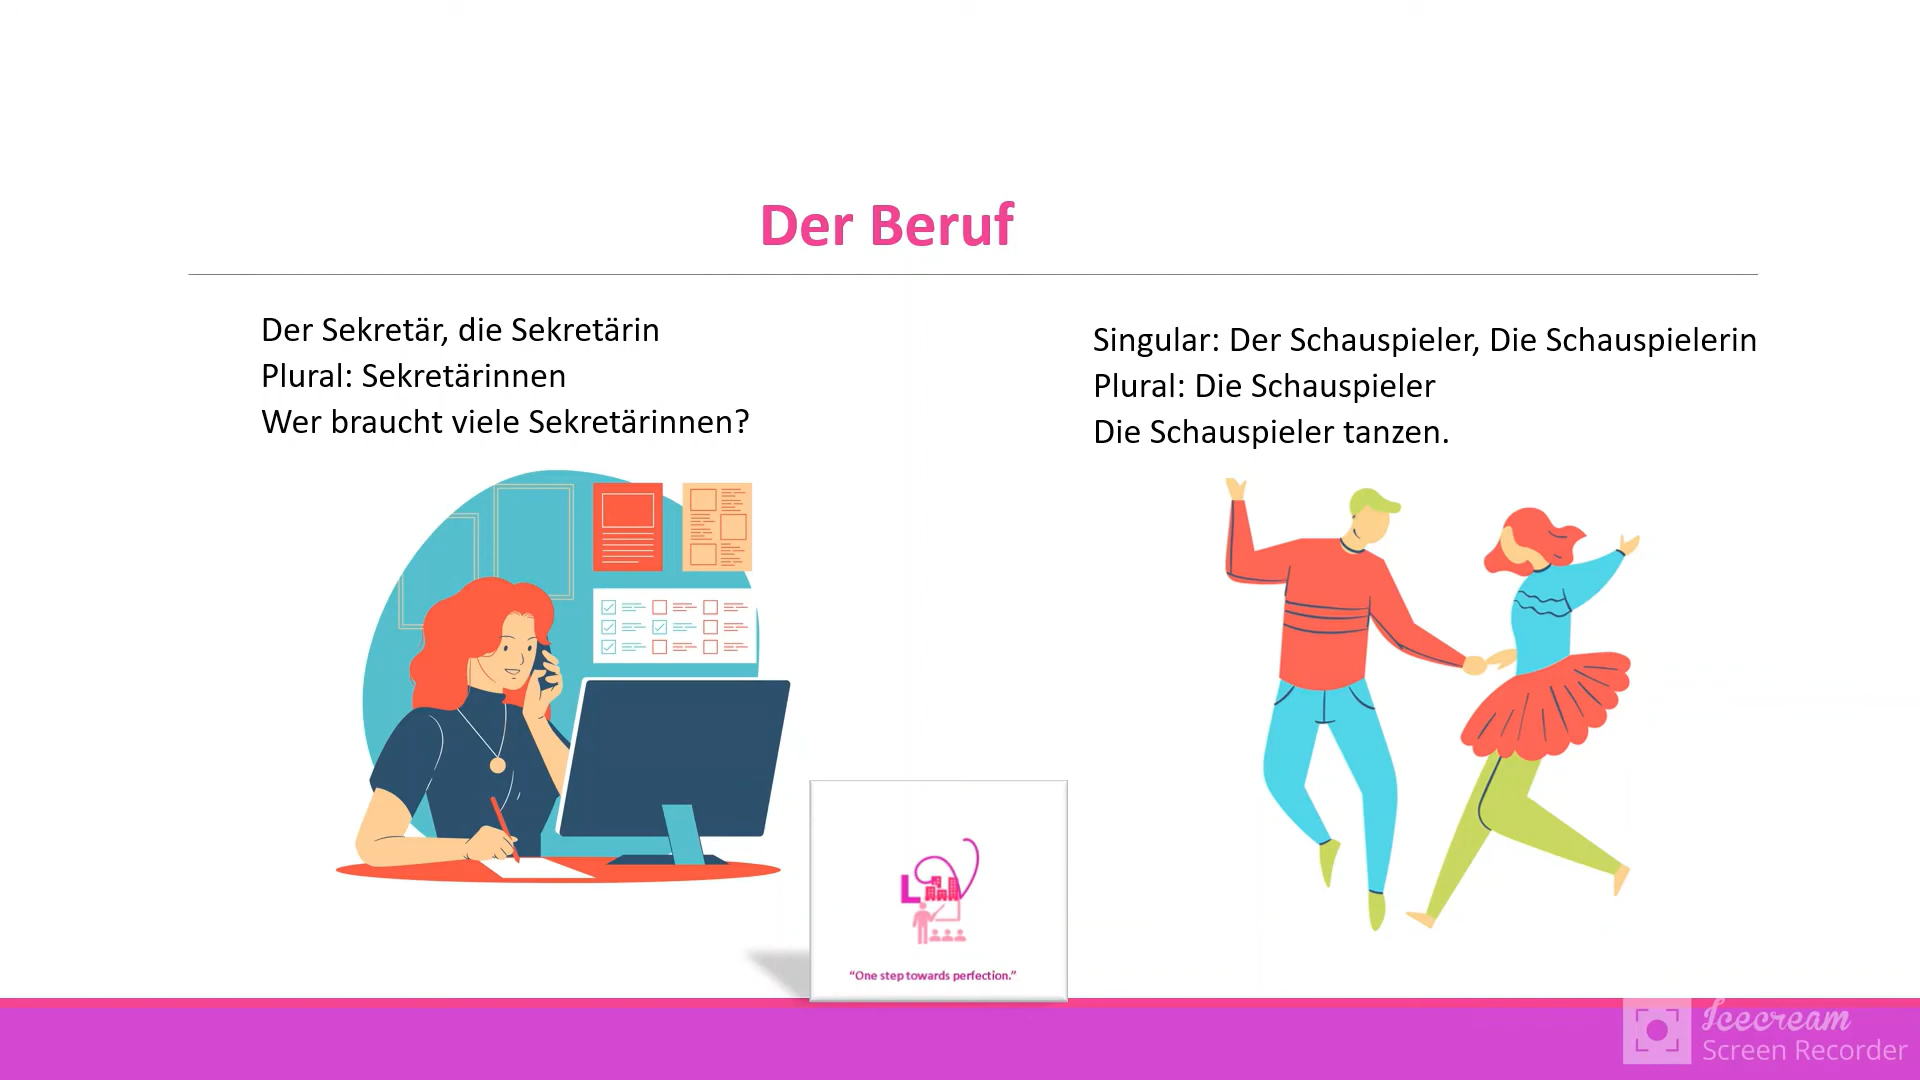 Der Beruf
Der Sekretär, die Sekretärin
Plural: Sekretärinnen
Wer braucht viele Sekretärinnen?
Singular: Der Schauspieler, Die Schauspielerin
Plural: Die Schauspieler
Die Schauspieler tanzen.
L
“One step towards perfection.”
Icecream
Screen Recorder